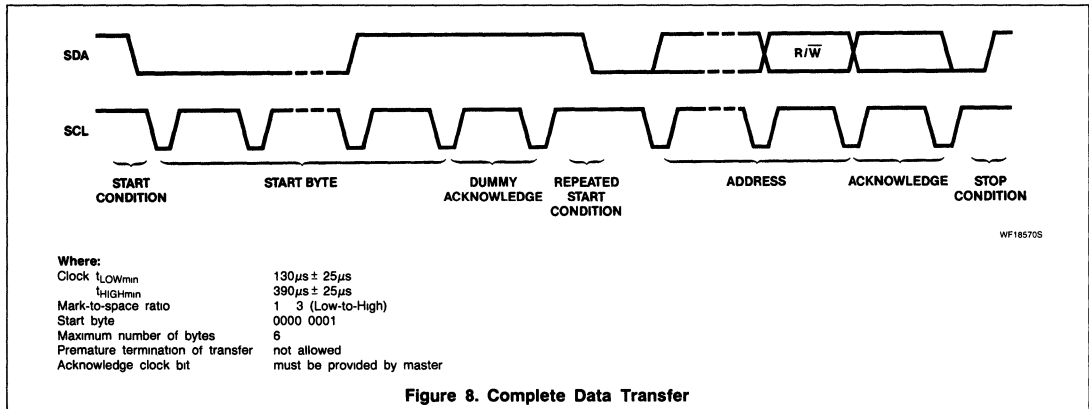 SDA
R/W̅
SCL
START CONDITION
START BYTE
DUMMY ACKNOWLEDGE
REPEATED START CONDITION
ADDRESS
ACKNOWLEDGE
STOP CONDITION
WF18570S
Where:
Clock tLOWmin 130µs ± 25µs
tHIGHmin 390µs ± 25µs
Mark-to-space ratio 1 3 (Low-to-High)
Start byte 0000 0001
Maximum number of bytes 6
Premature termination of transfer not allowed
Acknowledge clock bit must be provided by master
Figure 8. Complete Data Transfer